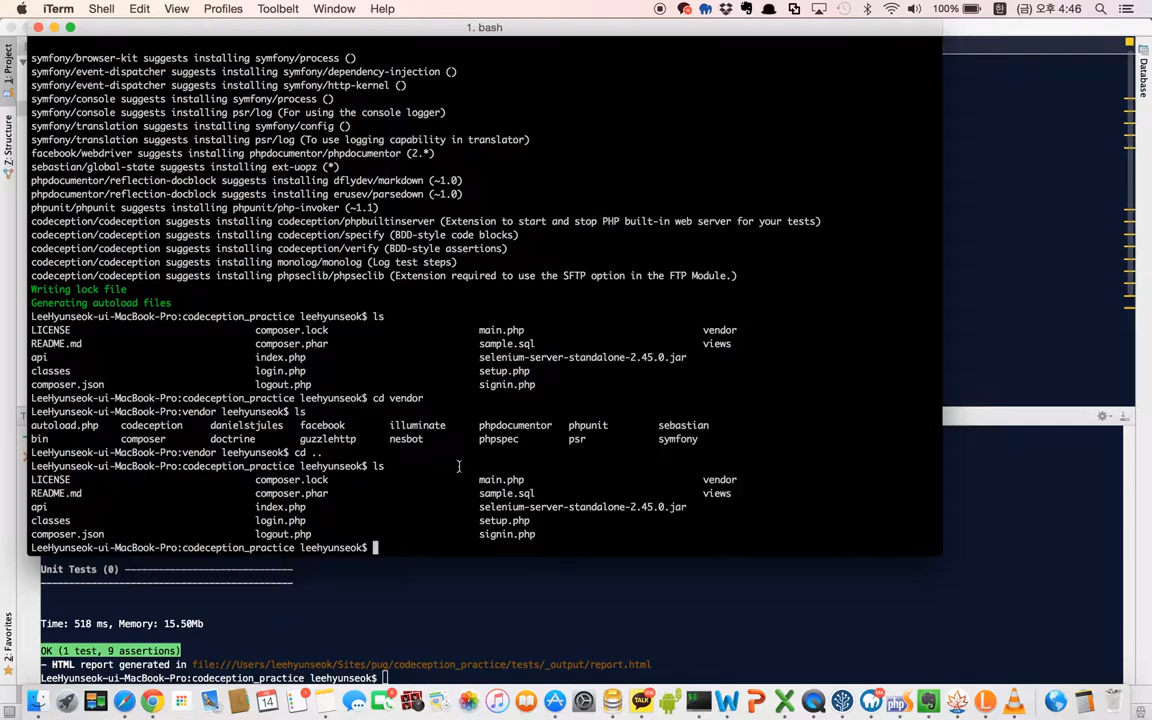 iTerm Shell Edit View Profiles Toolbelt Window Help 100% 한 (금) 오후 4:46
1. bash
1: Project
Z: Structure
2: Favorites
Database
symfony/browser-kit suggests installing symfony/process ()
symfony/event-dispatcher suggests installing symfony/dependency-injection ()
symfony/event-dispatcher suggests installing symfony/http-kernel ()
symfony/console suggests installing symfony/process ()
symfony/console suggests installing psr/log (For using the console logger)
symfony/translation suggests installing symfony/config ()
symfony/translation suggests installing psr/log (To use logging capability in translator)
facebook/webdriver suggests installing phpdocumentor/phpdocumentor (2.*)
sebastian/global-state suggests installing ext-uopz (*)
phpdocumentor/reflection-docblock suggests installing dflydev/markdown (~1.0)
phpdocumentor/reflection-docblock suggests installing erusev/parsedown (~1.0)
phpunit/phpunit suggests installing phpunit/php-invoker (~1.1)
codeception/codeception suggests installing codeception/phpbuiltinserver (Extension to start and stop PHP built-in web server for your tests)
codeception/codeception suggests installing codeception/specify (BDD-style code blocks)
codeception/codeception suggests installing codeception/verify (BDD-style assertions)
codeception/codeception suggests installing monolog/monolog (Log test steps)
codeception/codeception suggests installing phpseclib/phpseclib (Extension required to use the SFTP option in the FTP Module.)
Writing lock file
Generating autoload files
LeeHyunseok-ui-MacBook-Pro:codeception_practice leehyunseok$ ls
LICENSE composer.lock main.php vendor
README.md composer.phar sample.sql views
api index.php selenium-server-standalone-2.45.0.jar
classes login.php setup.php
composer.json logout.php signin.php
LeeHyunseok-ui-MacBook-Pro:codeception_practice leehyunseok$ cd vendor
LeeHyunseok-ui-MacBook-Pro:vendor leehyunseok$ ls
autoload.php codeception danielstjules facebook illuminate phpdocumentor phpunit sebastian
bin composer doctrine guzzlehttp nesbot phpspec psr symfony
LeeHyunseok-ui-MacBook-Pro:vendor leehyunseok$ cd ..
LeeHyunseok-ui-MacBook-Pro:codeception_practice leehyunseok$ ls
LICENSE composer.lock main.php vendor
README.md composer.phar sample.sql views
api index.php selenium-server-standalone-2.45.0.jar
classes login.php setup.php
composer.json logout.php signin.php
LeeHyunseok-ui-MacBook-Pro:codeception_practice leehyunseok$
Unit Tests (0) ----------------------------
Time: 518 ms, Memory: 15.50Mb
OK (1 test, 9 assertions)
- HTML report generated in file:///Users/leehyunseok/Sites/pug/codeception_practice/tests/_output/report.html
LeeHyunseok-ui-MacBook-Pro:codeception_practice leehyunseok$